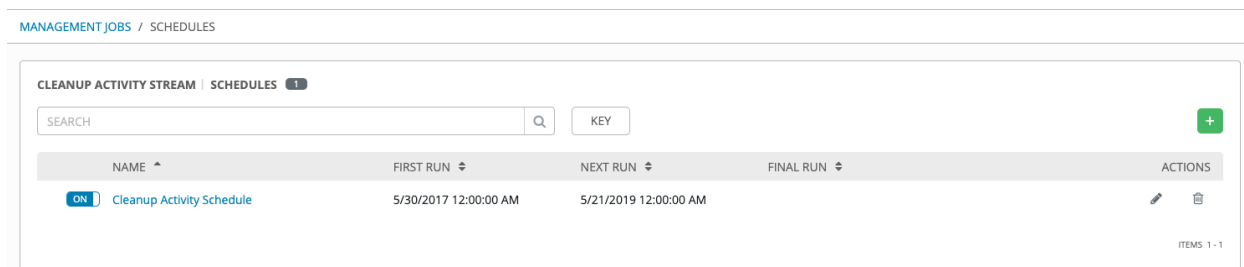 MANAGEMENT JOBS / SCHEDULES
CLEANUP ACTIVITY STREAM | SCHEDULES 1
SEARCH KEY +
NAME FIRST RUN NEXT RUN FINAL RUN ACTIONS
ON Cleanup Activity Schedule 5/30/2017 12:00:00 AM 5/21/2019 12:00:00 AM
ITEMS 1 - 1